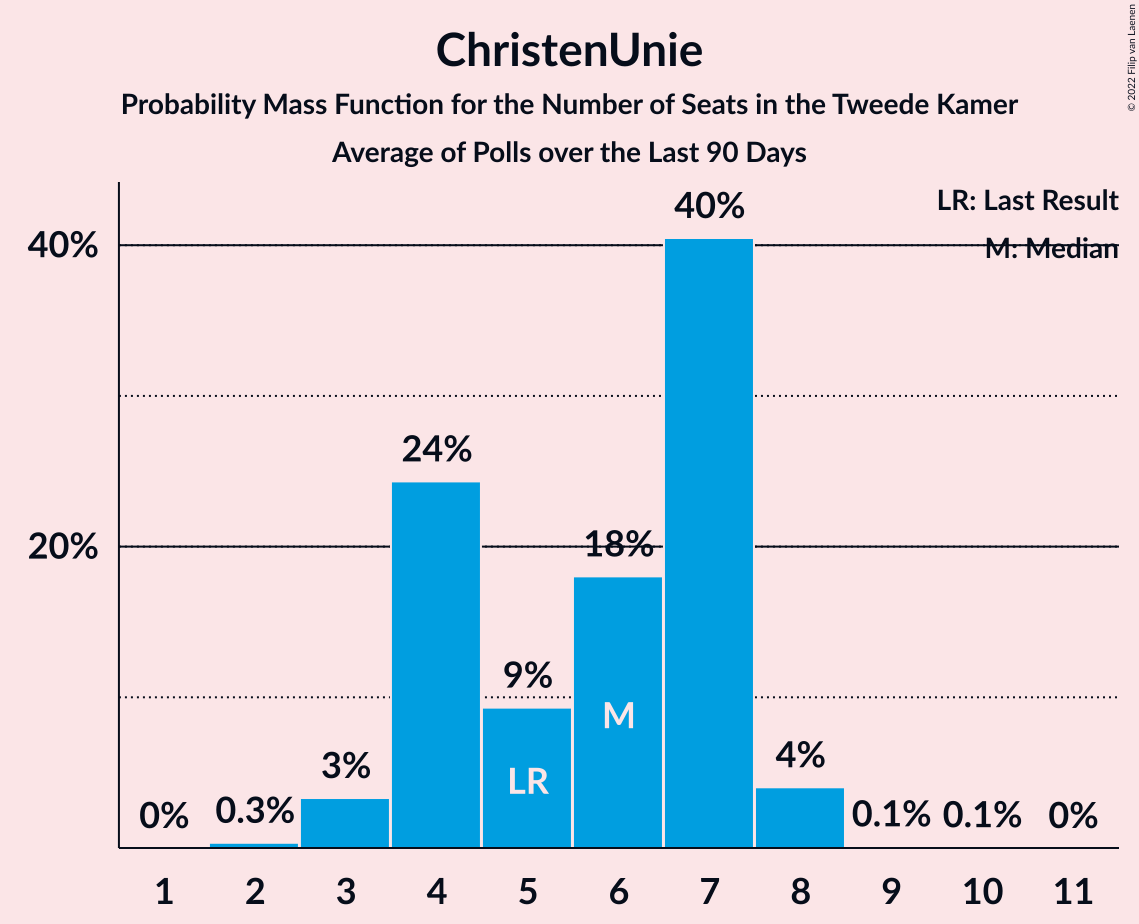 ChristenUnie
Probability Mass Function for the Number of Seats in the Tweede Kamer
Average of Polls over the Last 90 Days
© 2022 Filip van Laenen
LR: Last Result
M: Median
40%
20%
0%
0.3%
3%
24%
9%
18%
40%
4%
0.1%
0.1%
0%
LR
M
1 2 3 4 5 6 7 8 9 10 11